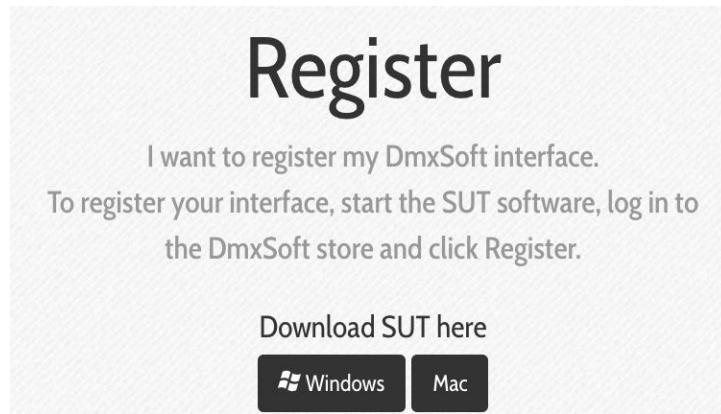 Register
I want to register my DmxSoft interface.
To register your interface, start the SUT software, log in to
the DmxSoft store and click Register.
Download SUT here
Windows Mac